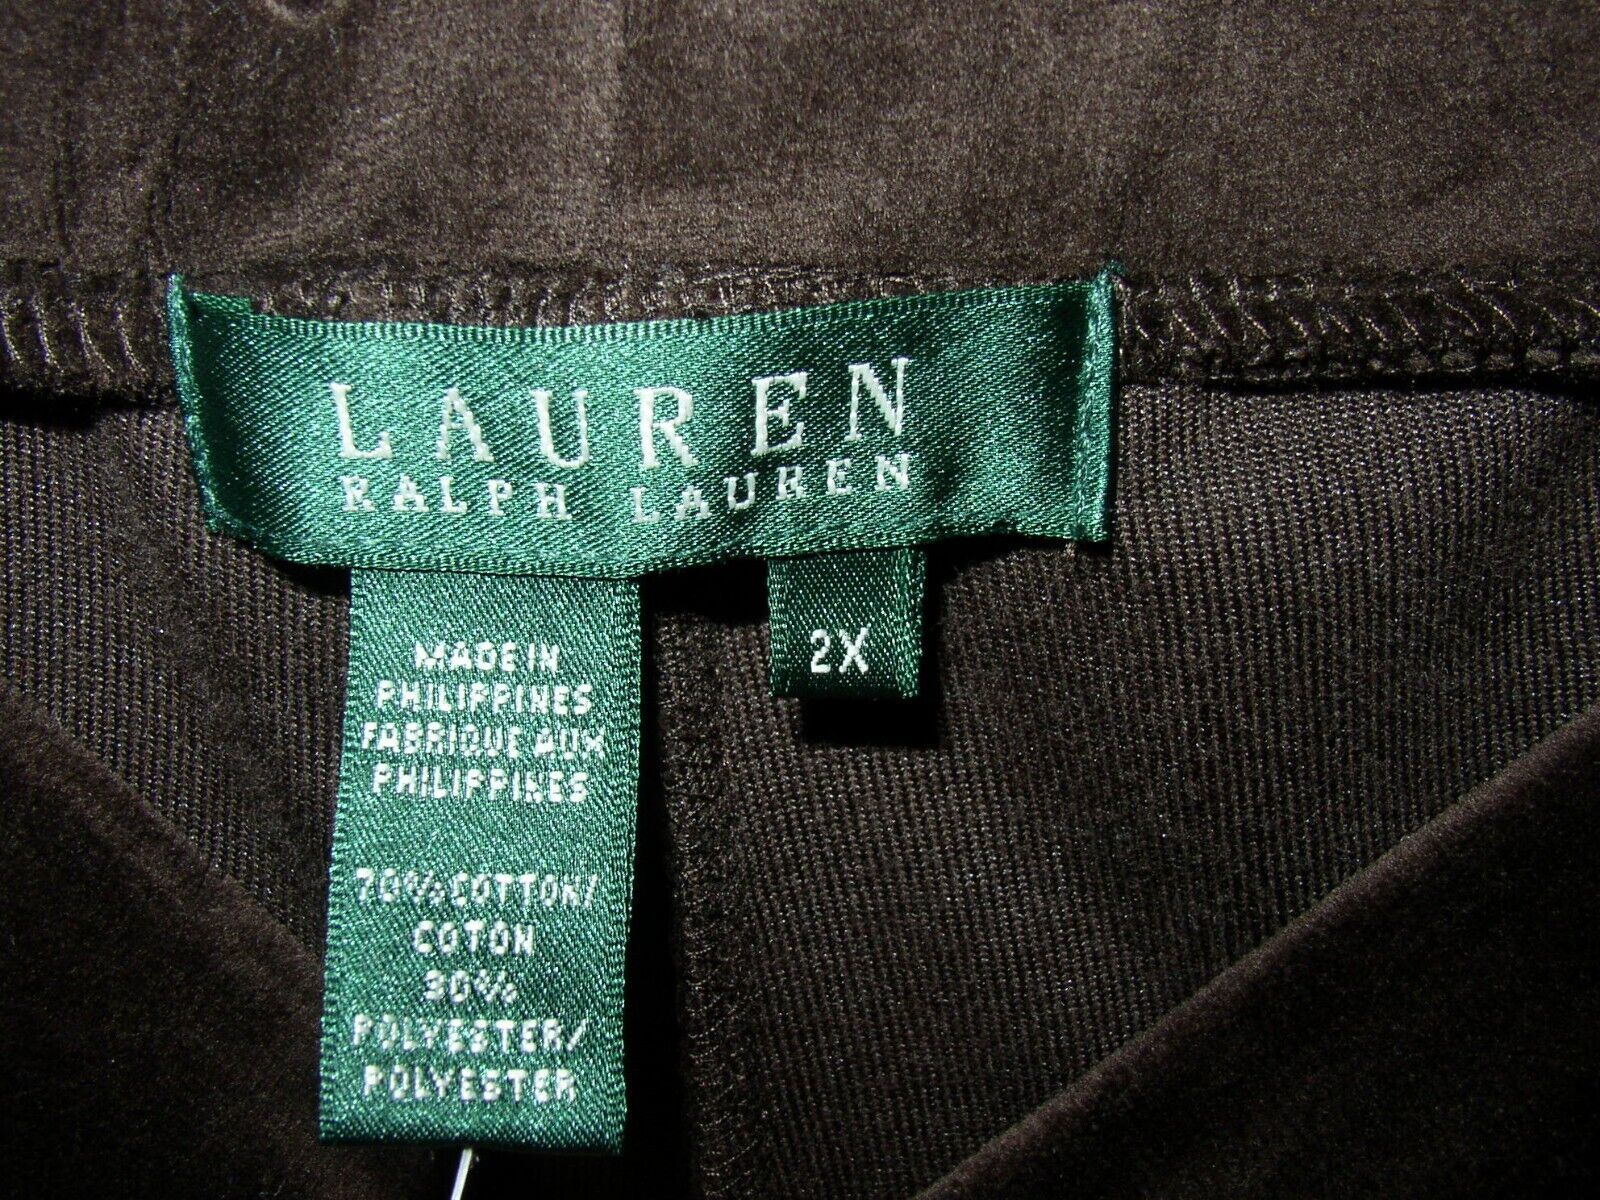 LAUREN
RALPH LAUREN
2X
MADE IN
PHILIPPINES
FABRIQUE AUX
PHILIPPINES
70% COTTON/
COTON
30%
POLYESTER/
POLYESTER